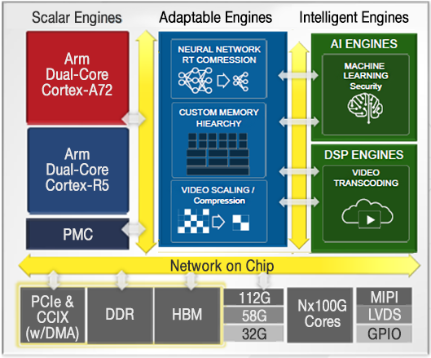 Scalar Engines
Adaptable Engines
Intelligent Engines
Arm
Dual-Core
Cortex-A72
Arm
Dual-Core
Cortex-R5
PMC
NEURAL NETWORK
RT COMRESSION
CUSTOM MEMORY
HIEARCHY
VIDEO SCALING /
Compression
AI ENGINES
MACHINE
LEARNING
Security
DSP ENGINES
VIDEO
TRANSCODING
Network on Chip
PCIe &
CCIX
(w/DMA)
DDR
HBM
112G
58G
32G
Nx100G
Cores
MIPI
LVDS
GPIO